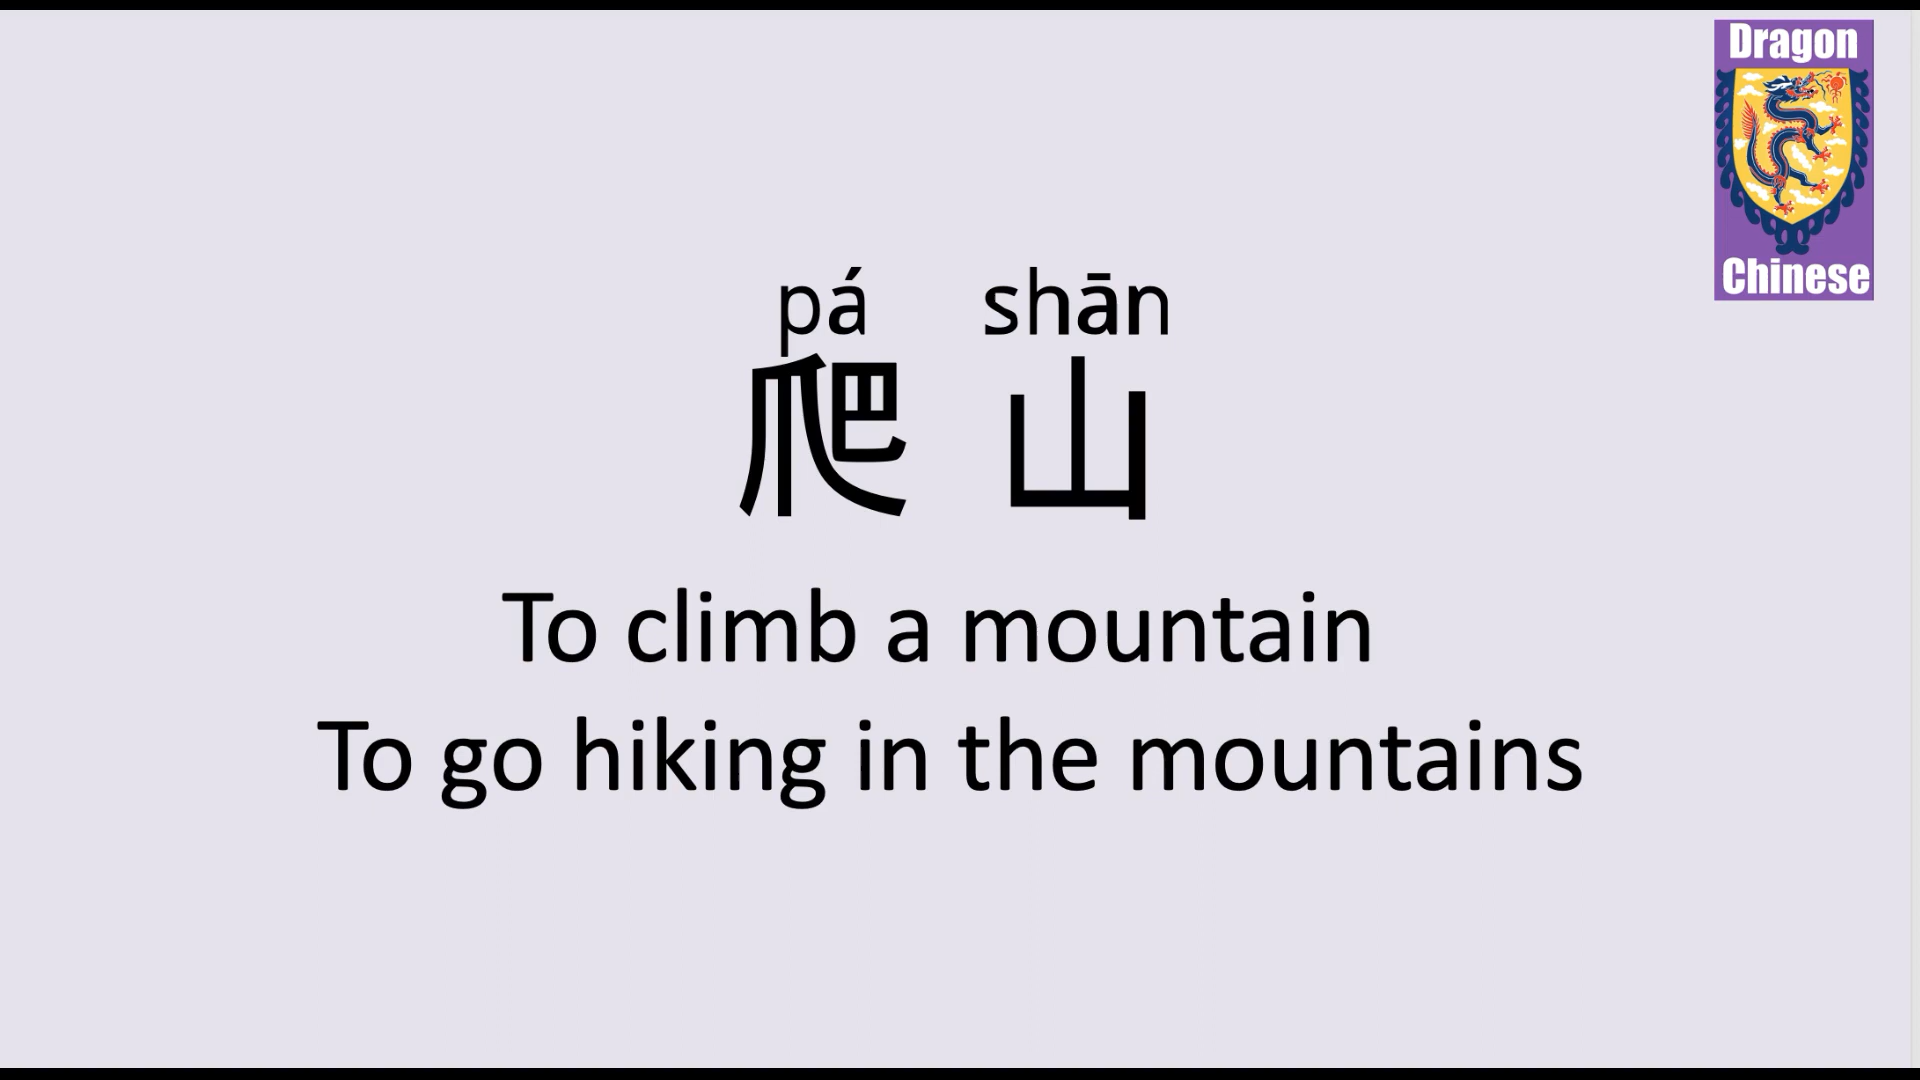 Dragon
Chinese
pá shān
爬 山
To climb a mountain
To go hiking in the mountains